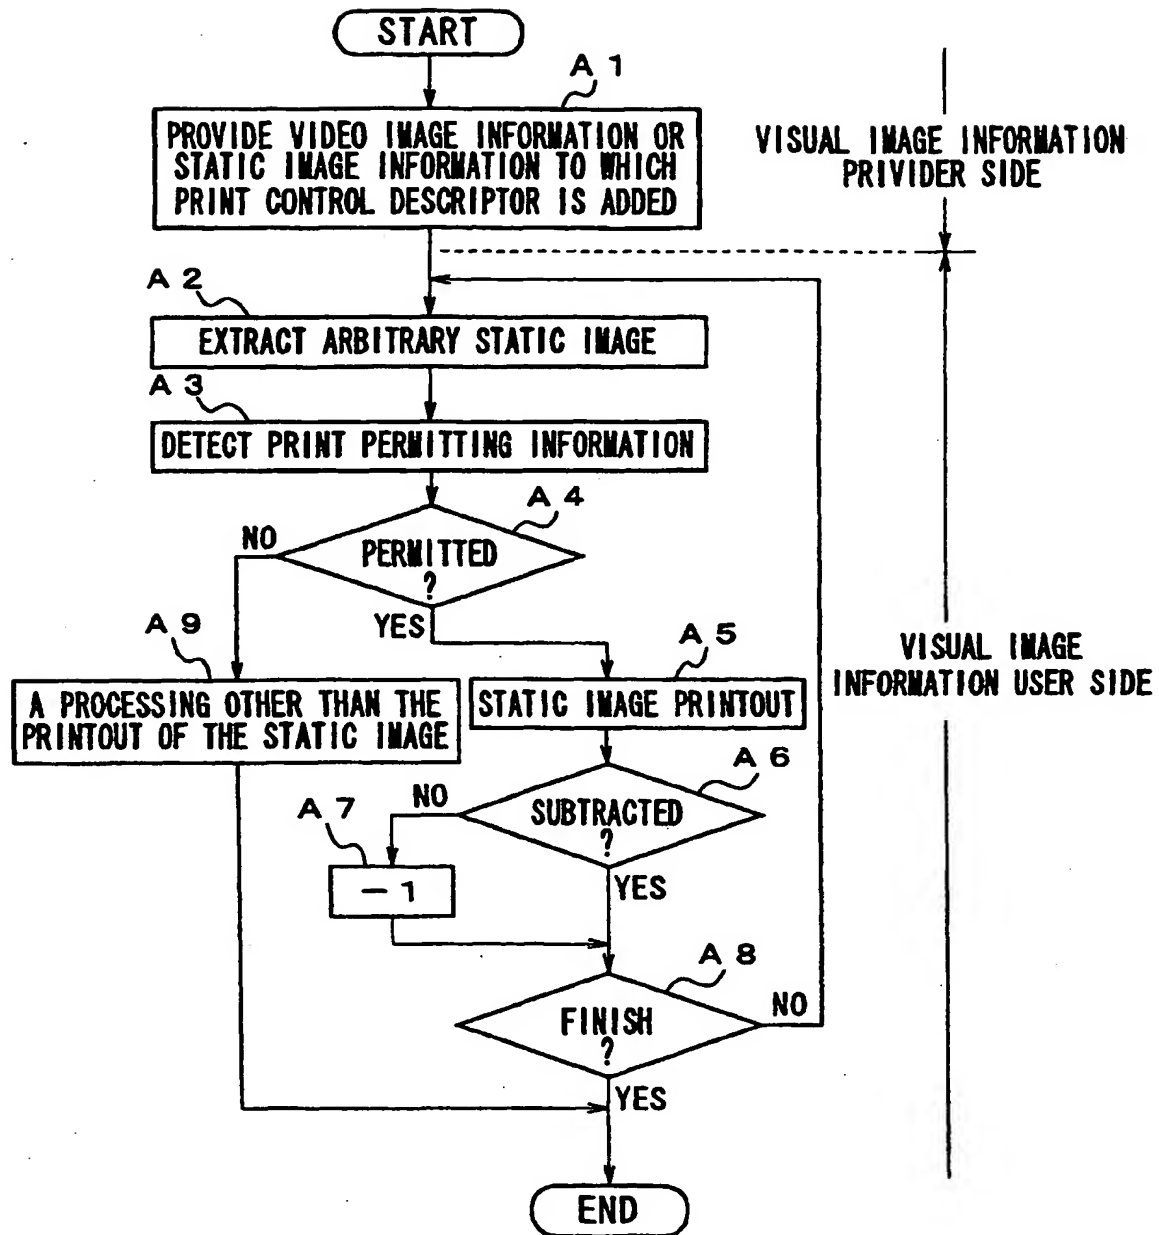 START
A 1
PROVIDE VIDEO IMAGE INFORMATION OR
STATIC IMAGE INFORMATION TO WHICH
PRINT CONTROL DESCRIPTOR IS ADDED
VISUAL IMAGE INFORMATION
PRIVIDER SIDE
A 2
EXTRACT ARBITRARY STATIC IMAGE
A 3
DETECT PRINT PERMITTING INFORMATION
A 4
NO
PERMITTED
?
YES
A 9
A PROCESSING OTHER THAN THE
PRINTOUT OF THE STATIC IMAGE
A 5
STATIC IMAGE PRINTOUT
VISUAL IMAGE
INFORMATION USER SIDE
A 6
NO
SUBTRACTED
?
YES
A 7
- 1
A 8
FINISH
?
NO
YES
END